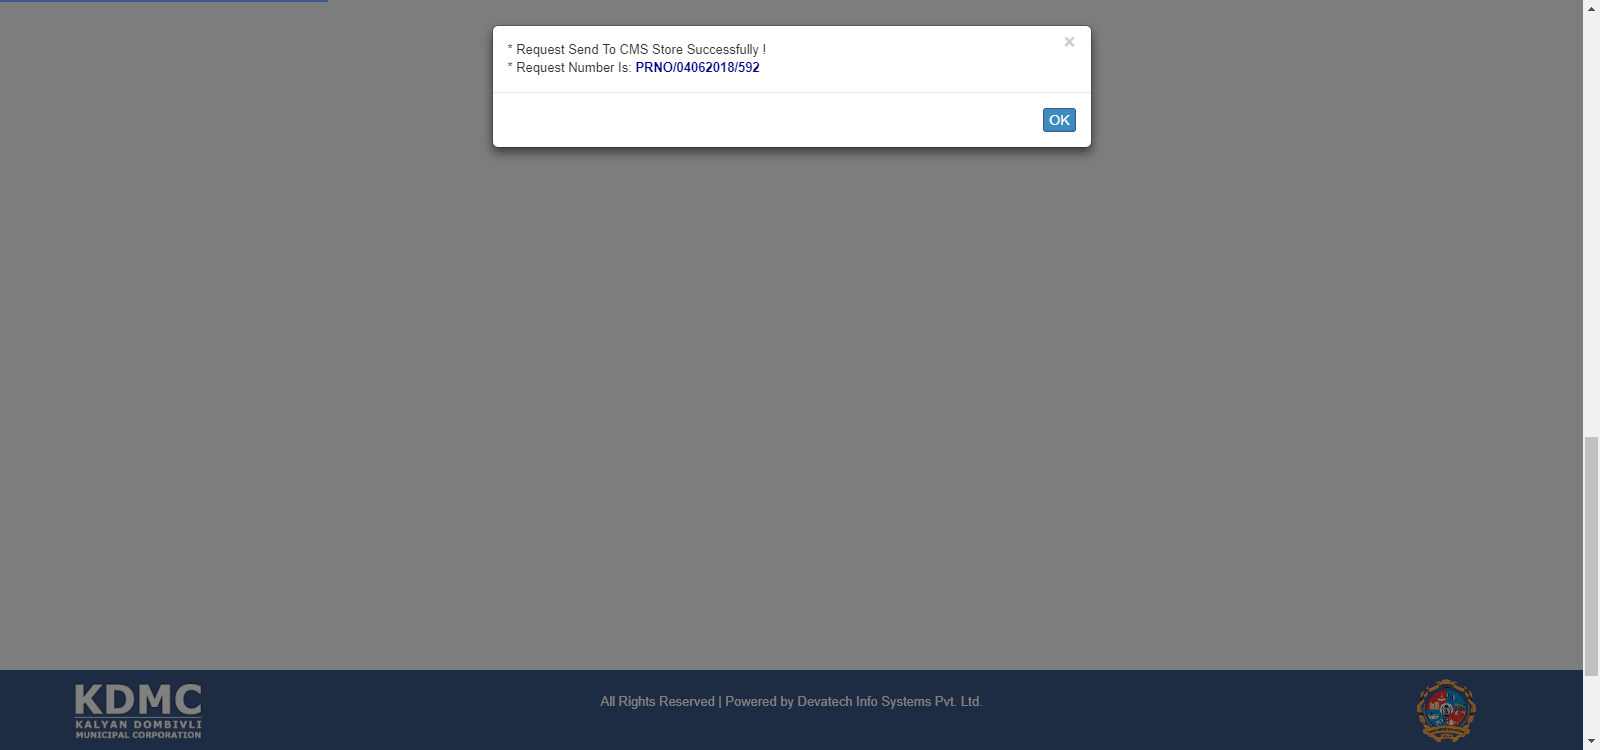 ×
* Request Send To CMS Store Successfully !
* Request Number Is: PRNO/04062018/592
OK
KDMC
KALYAN DOMBIVLI
MUNICIPAL CORPORATION
All Rights Reserved | Powered by Devatech Info Systems Pvt. Ltd.